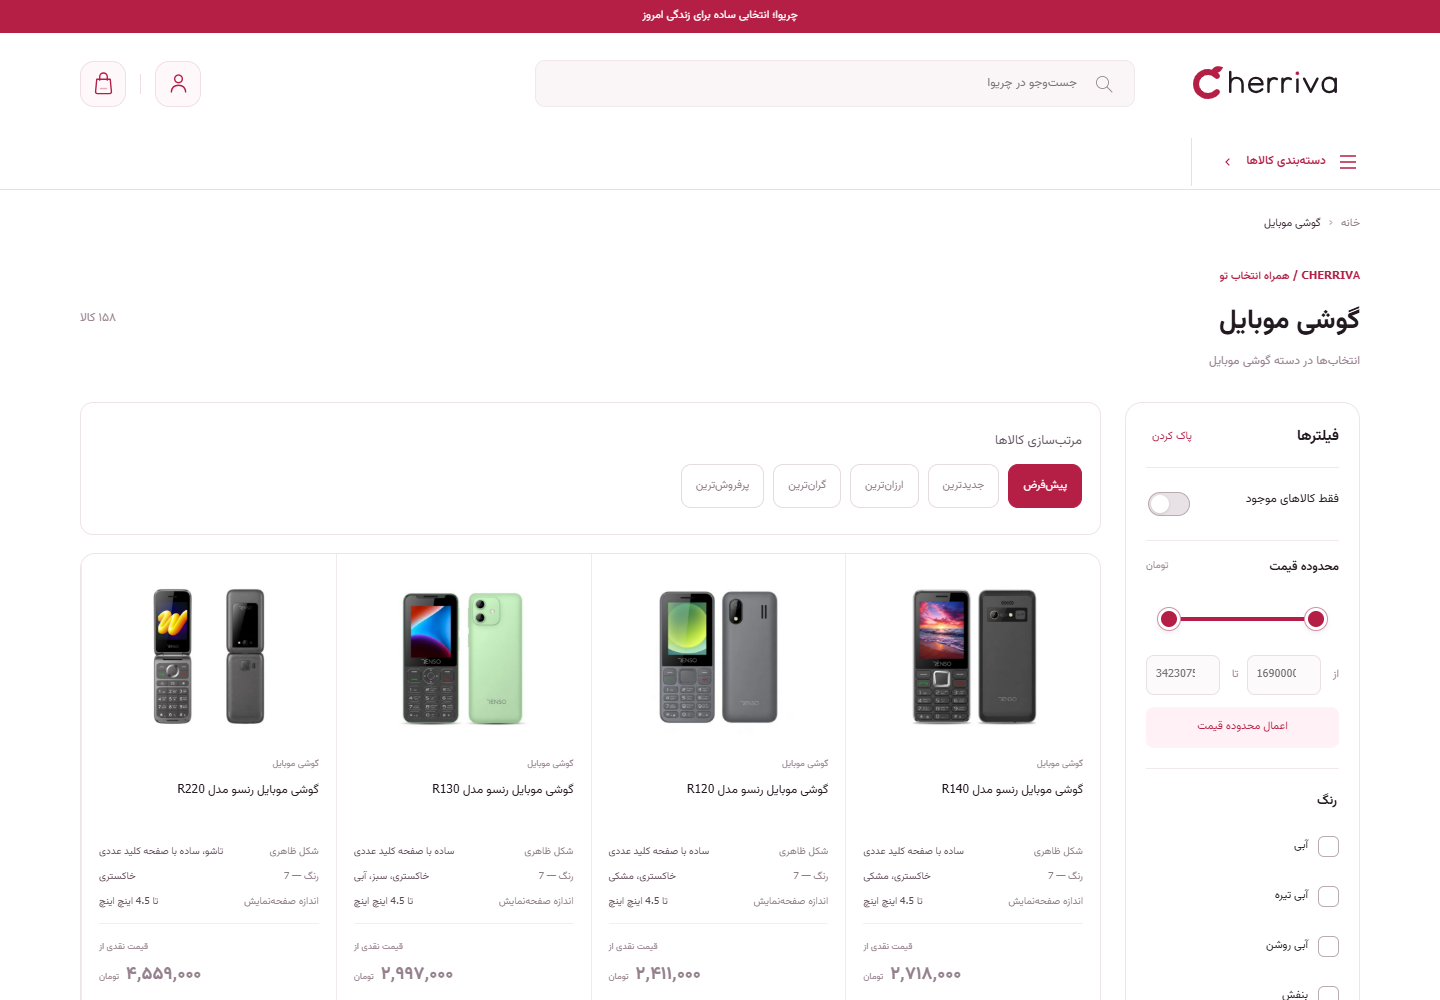 چریوا؛ انتخابی ساده برای زندگی امروز
Cherriva
جست‌وجو در چریوا
دسته‌بندی کالاها
خانه › گوشی موبایل
CHERRIVA / همراه انتخاب تو
گوشی موبایل
۱۵۸ کالا
انتخاب‌ها در دسته گوشی موبایل
فیلترها
پاک کردن
فقط کالاهای موجود
محدوده قیمت
تومان
از 1690000 تا 3423075
اعمال محدوده قیمت
رنگ
آبی
آبی تیره
آبی روشن
بنفش
مرتب‌سازی کالاها
پیش‌فرض
جدیدترین
ارزان‌ترین
گران‌ترین
پرفروش‌ترین
گوشی موبایل
گوشی موبایل رنسو مدل R140
شکل ظاهری ساده با صفحه کلید عددی
رنگ — 7 خاکستری، مشکی
اندازه صفحه‌نمایش تا 4.5 اینچ اینچ
قیمت نقدی از
۲,۷۱۸,۰۰۰ تومان
گوشی موبایل
گوشی موبایل رنسو مدل R120
شکل ظاهری ساده با صفحه کلید عددی
رنگ — 7 خاکستری، مشکی
اندازه صفحه‌نمایش تا 4.5 اینچ اینچ
قیمت نقدی از
۲,۴۱۱,۰۰۰ تومان
گوشی موبایل
گوشی موبایل رنسو مدل R130
شکل ظاهری ساده با صفحه کلید عددی
رنگ — 7 خاکستری، سبز، آبی
اندازه صفحه‌نمایش تا 4.5 اینچ اینچ
قیمت نقدی از
۲,۹۹۷,۰۰۰ تومان
گوشی موبایل
گوشی موبایل رنسو مدل R220
شکل ظاهری تاشو، ساده با صفحه کلید عددی
رنگ — 7 خاکستری
اندازه صفحه‌نمایش تا 4.5 اینچ اینچ
قیمت نقدی از
۴,۵۵۹,۰۰۰ تومان